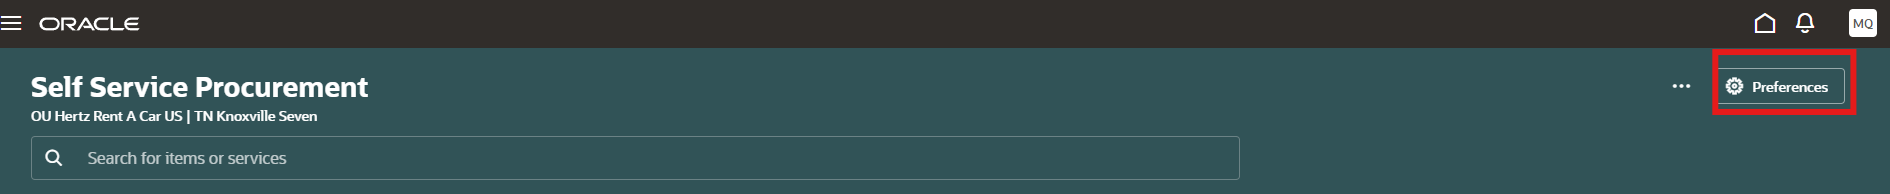 ORACLE
MQ
Self Service Procurement
Preferences
OU Hertz Rent A Car US | TN Knoxville Seven
Search for items or services